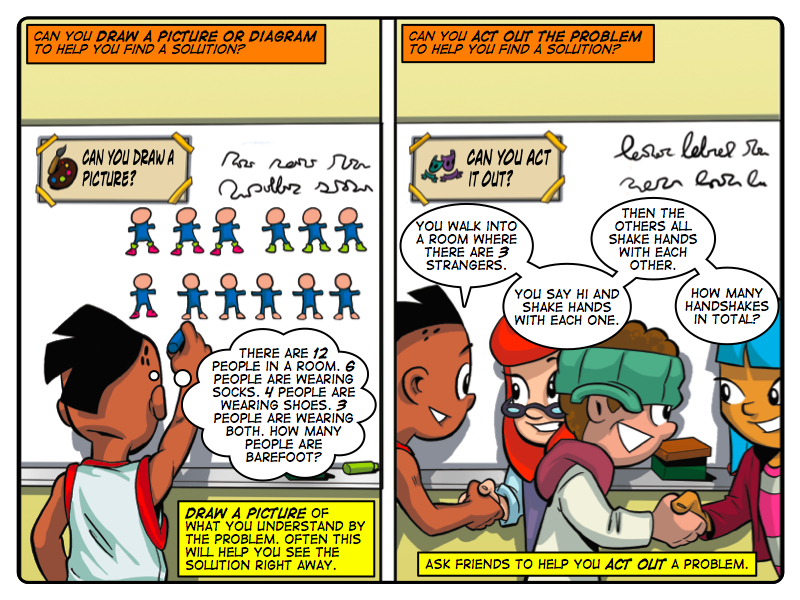 CAN YOU DRAW A PICTURE OR DIAGRAM
TO HELP YOU FIND A SOLUTION?
CAN YOU DRAW A
PICTURE?
THERE ARE 12
PEOPLE IN A ROOM. 6
PEOPLE ARE WEARING
SOCKS. 4 PEOPLE ARE
WEARING SHOES. 3
PEOPLE ARE WEARING
BOTH. HOW MANY
PEOPLE ARE
BAREFOOT?
DRAW A PICTURE OF
WHAT YOU UNDERSTAND BY
THE PROBLEM. OFTEN THIS
WILL HELP YOU SEE THE
SOLUTION RIGHT AWAY.
CAN YOU ACT OUT THE PROBLEM
TO HELP YOU FIND A SOLUTION?
CAN YOU ACT
IT OUT?
YOU WALK INTO
A ROOM WHERE
THERE ARE 3
STRANGERS.
YOU SAY HI AND
SHAKE HANDS
WITH EACH ONE.
THEN THE
OTHERS ALL
SHAKE HANDS
WITH EACH
OTHER.
HOW MANY
HANDSHAKES
IN TOTAL?
ASK FRIENDS TO HELP YOU ACT OUT A PROBLEM.